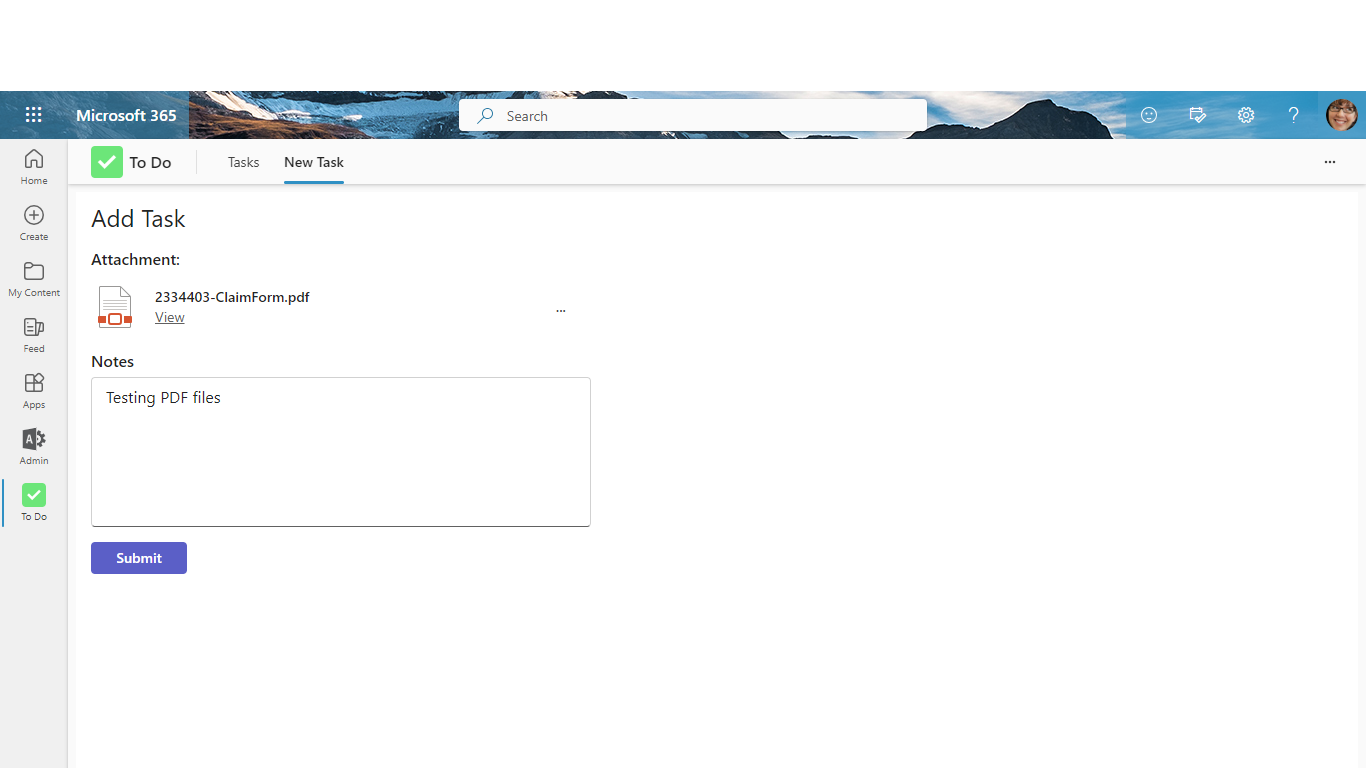 Microsoft 365
Search
?
Home
Create
My Content
Feed
Apps
A
Admin
To Do
To Do
Tasks
New Task
...
Add Task
Attachment:
2334403-ClaimForm.pdf
View
...
Notes
Testing PDF files
Submit